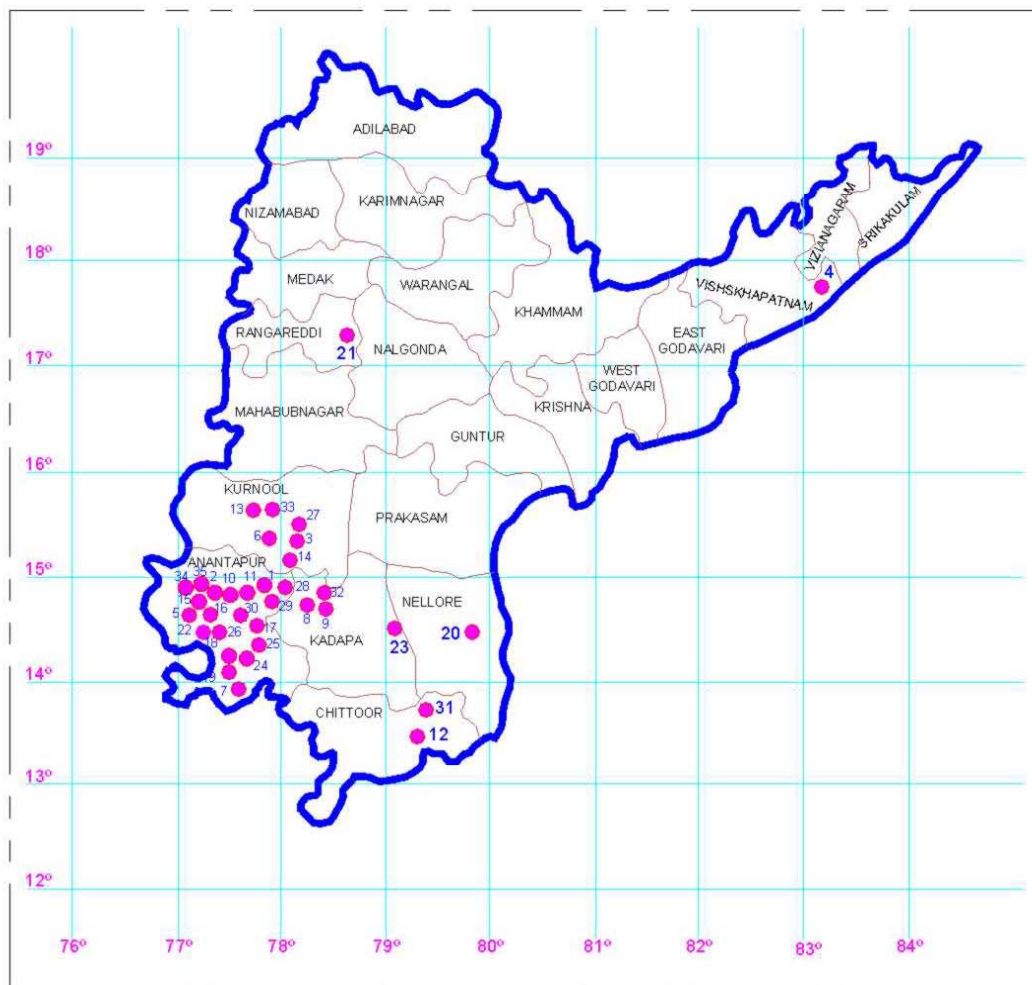 ADILABAD
19°
KARIMNAGAR
NIZAMABAD
VIZIANAGARAM
SRIKAKULAM
18°
4
MEDAK
WARANGAL
VISHSKHAPATNAM
KHAMMAM
RANGAREDDI
NALGONDA
EAST
GODAVARI
21
17°
WEST
GODAVARI
MAHABUBNAGAR
KRISHNA
GUNTUR
16°
KURNOOL
13
33
27
PRAKASAM
6
3
14
ANANTAPUR
15°
34
35
2
10
11
1
28
32
15
16
30
29
8
9
NELLORE
5
17
KADAPA
22
18
26
25
23
20
24
14°
19
7
CHITTOOR
31
12
13°
12°
76°
77°
78°
79°
80°
81°
82°
83°
84°